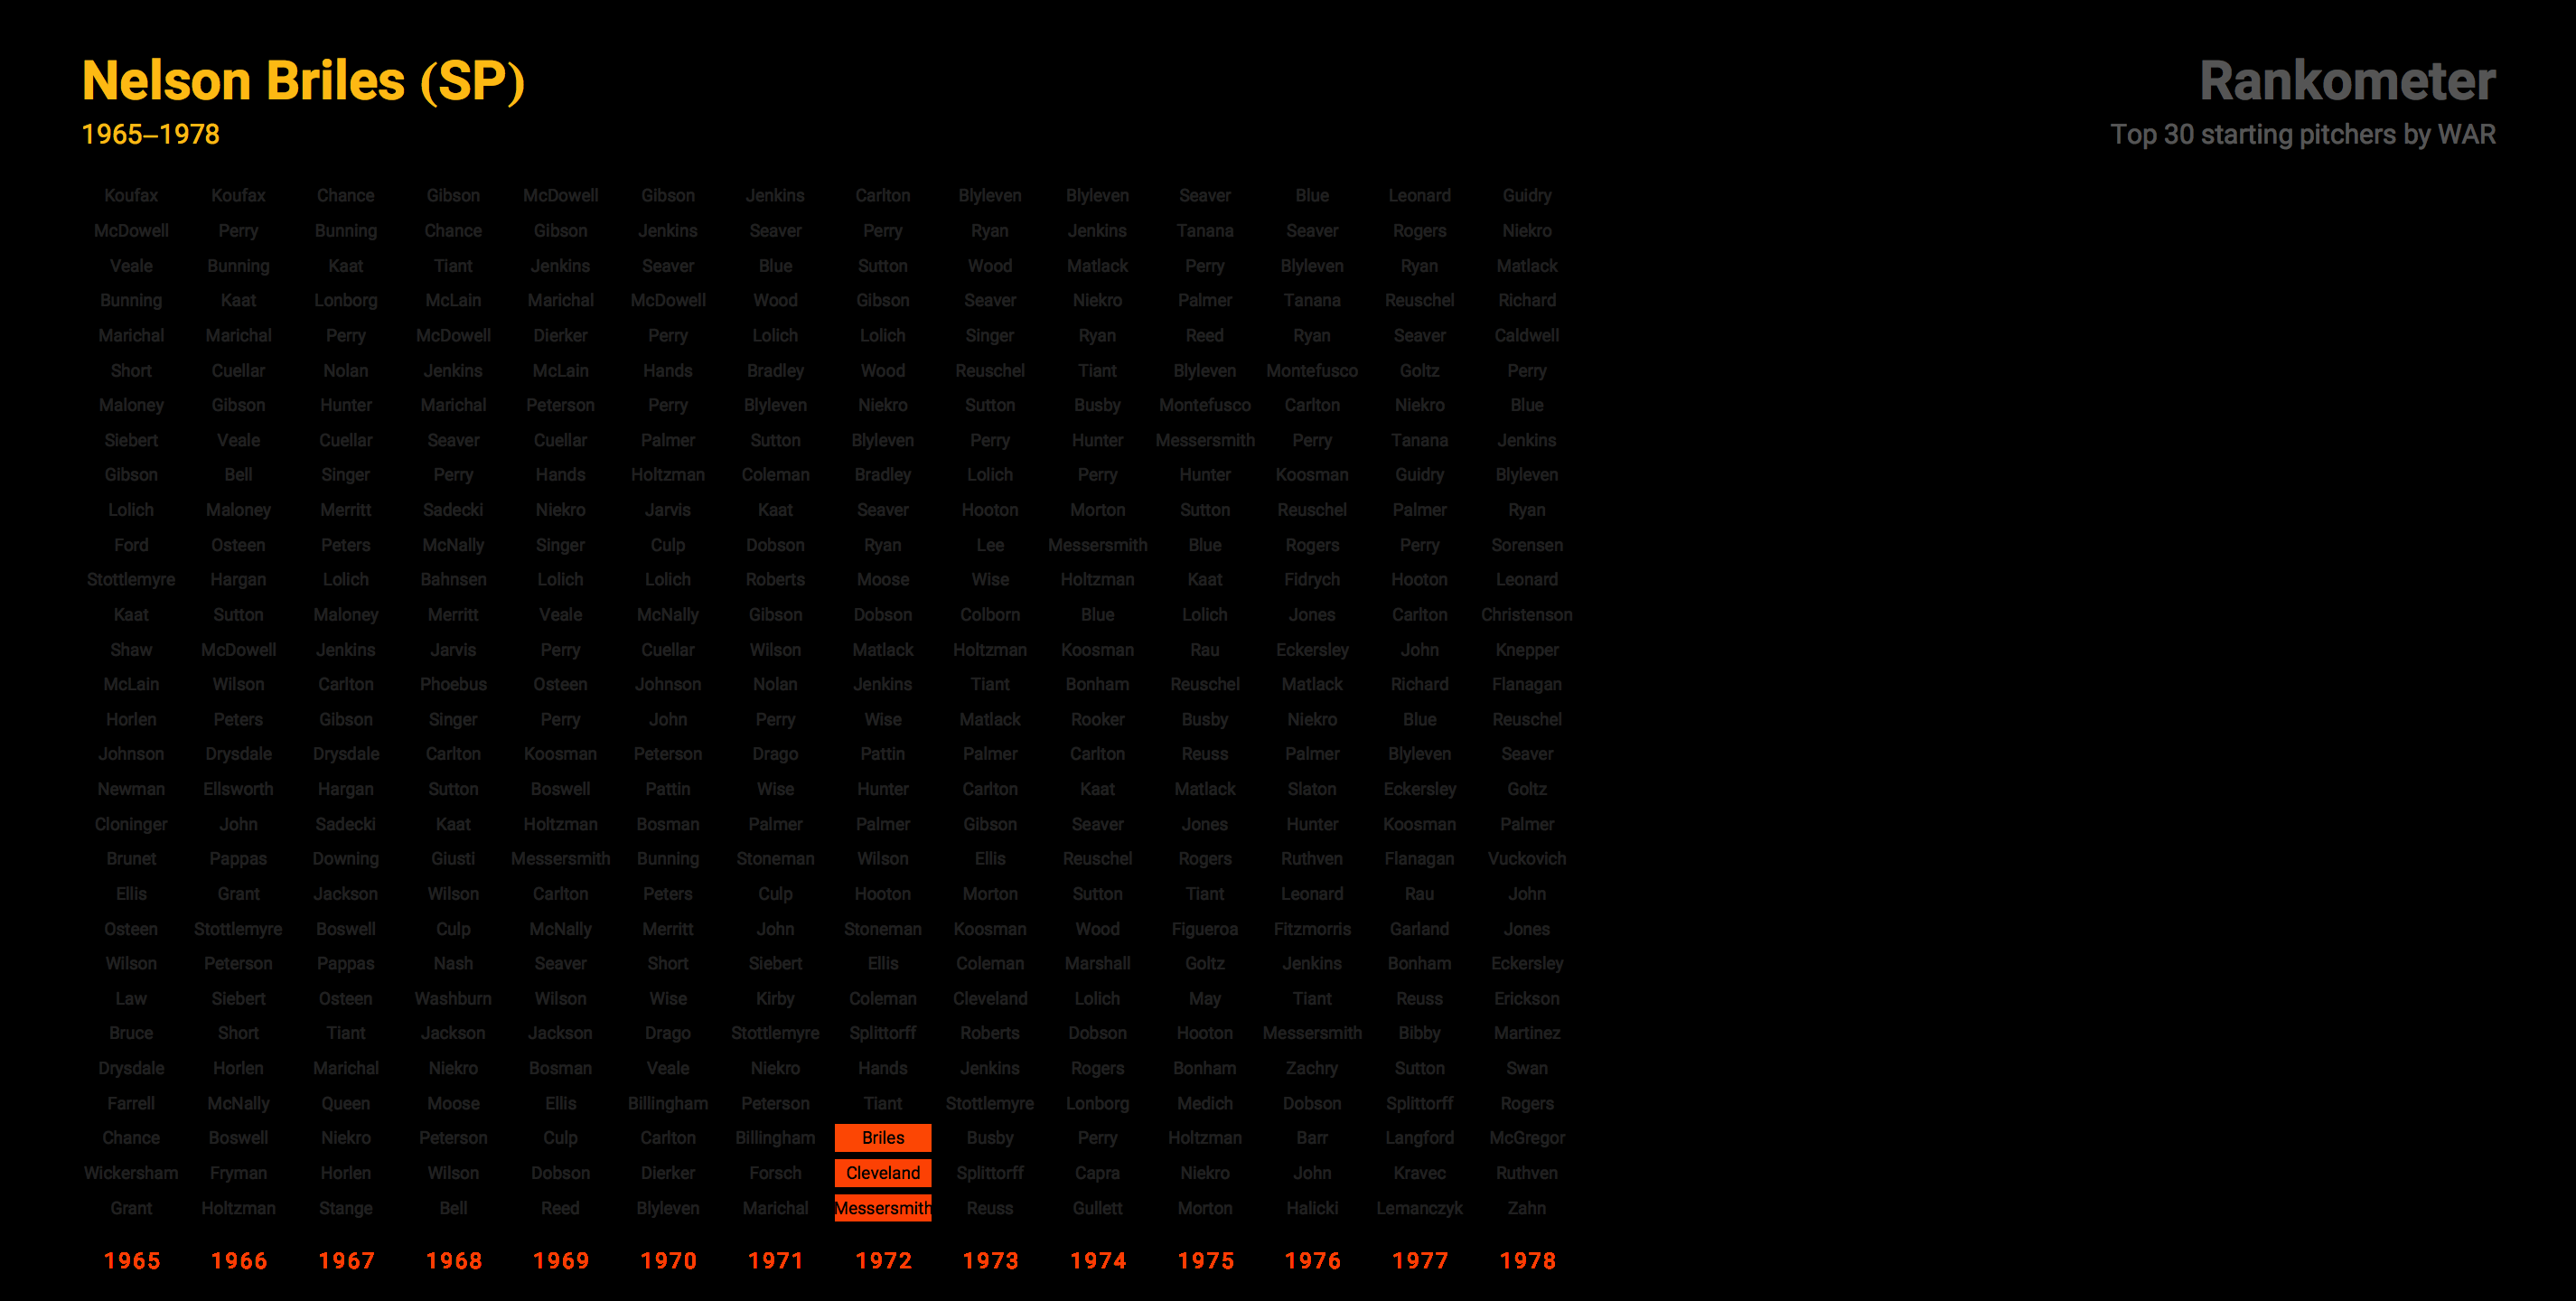 Nelson Briles (SP)
Rankometer
1965–1978
Top 30 starting pitchers by WAR
Koufax Koufax Chance Gibson McDowell Gibson Jenkins Carlton Blyleven Blyleven Seaver Blue Leonard Guidry
McDowell Perry Bunning Chance Gibson Jenkins Seaver Perry Ryan Jenkins Tanana Seaver Rogers Niekro
Veale Bunning Kaat Tiant Jenkins Seaver Blue Sutton Wood Matlack Perry Blyleven Ryan Matlack
Bunning Kaat Lonborg McLain Marichal McDowell Wood Gibson Seaver Niekro Palmer Tanana Reuschel Richard
Marichal Marichal Perry McDowell Dierker Perry Lolich Lolich Singer Ryan Reed Ryan Seaver Caldwell
Short Cuellar Nolan Jenkins McLain Hands Bradley Wood Reuschel Tiant Blyleven Montefusco Goltz Perry
Maloney Gibson Hunter Marichal Peterson Perry Blyleven Niekro Sutton Busby Montefusco Carlton Niekro Blue
Siebert Veale Cuellar Seaver Cuellar Palmer Sutton Blyleven Perry Hunter Messersmith Perry Tanana Jenkins
Gibson Bell Singer Perry Hands Holtzman Coleman Bradley Lolich Perry Hunter Koosman Guidry Blyleven
Lolich Maloney Merritt Sadecki Niekro Jarvis Kaat Seaver Hooton Morton Sutton Reuschel Palmer Ryan
Ford Osteen Peters McNally Singer Culp Dobson Ryan Lee Messersmith Blue Rogers Perry Sorensen
Stottlemyre Hargan Lolich Bahnsen Lolich Lolich Roberts Moose Wise Holtzman Kaat Fidrych Hooton Leonard
Kaat Sutton Maloney Merritt Veale McNally Gibson Dobson Colborn Blue Lolich Jones Carlton Christenson
Shaw McDowell Jenkins Jarvis Perry Cuellar Wilson Matlack Holtzman Koosman Rau Eckersley John Knepper
McLain Wilson Carlton Phoebus Osteen Johnson Nolan Jenkins Tiant Bonham Reuschel Matlack Richard Flanagan
Horlen Peters Gibson Singer Perry John Perry Wise Matlack Rooker Busby Niekro Blue Reuschel
Johnson Drysdale Drysdale Carlton Koosman Peterson Drago Pattin Palmer Carlton Reuss Palmer Blyleven Seaver
Newman Ellsworth Hargan Sutton Boswell Pattin Wise Hunter Carlton Kaat Matlack Slaton Eckersley Goltz
Cloninger John Sadecki Kaat Holtzman Bosman Palmer Palmer Gibson Seaver Jones Hunter Koosman Palmer
Brunet Pappas Downing Giusti Messersmith Bunning Stoneman Wilson Ellis Reuschel Rogers Ruthven Flanagan Vuckovich
Ellis Grant Jackson Wilson Carlton Peters Culp Hooton Morton Sutton Tiant Leonard Rau John
Osteen Stottlemyre Boswell Culp McNally Merritt John Stoneman Koosman Wood Figueroa Fitzmorris Garland Jones
Wilson Peterson Pappas Nash Seaver Short Siebert Ellis Coleman Marshall Goltz Jenkins Bonham Eckersley
Law Siebert Osteen Washburn Wilson Wise Kirby Coleman Cleveland Lolich May Tiant Reuss Erickson
Bruce Short Tiant Jackson Jackson Drago Stottlemyre Splittorff Roberts Dobson Hooton Messersmith Bibby Martinez
Drysdale Horlen Marichal Niekro Bosman Veale Niekro Hands Jenkins Rogers Bonham Zachry Sutton Swan
Farrell McNally Queen Moose Ellis Billingham Peterson Tiant Stottlemyre Lonborg Medich Dobson Splittorff Rogers
Chance Boswell Niekro Peterson Culp Carlton Billingham Briles Busby Perry Holtzman Barr Langford McGregor
Wickersham Fryman Horlen Wilson Dobson Dierker Forsch Cleveland Splittorff Capra Niekro John Kravec Ruthven
Grant Holtzman Stange Bell Reed Blyleven Marichal Messersmith Reuss Gullett Morton Halicki Lemanczyk Zahn
1965 1966 1967 1968 1969 1970 1971 1972 1973 1974 1975 1976 1977 1978